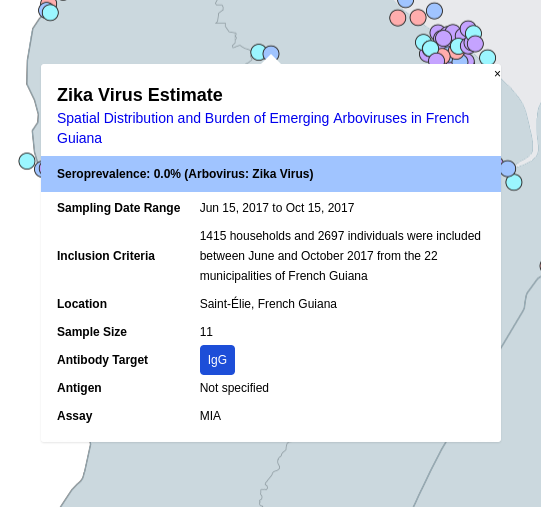 ×
Zika Virus Estimate
Spatial Distribution and Burden of Emerging Arboviruses in French
Guiana
Seroprevalence: 0.0% (Arbovirus: Zika Virus)
Sampling Date Range Jun 15, 2017 to Oct 15, 2017
1415 households and 2697 individuals were included
Inclusion Criteria between June and October 2017 from the 22
municipalities of French Guiana
Location Saint-Élie, French Guiana
Sample Size 11
Antibody Target IgG
Antigen Not specified
Assay MIA